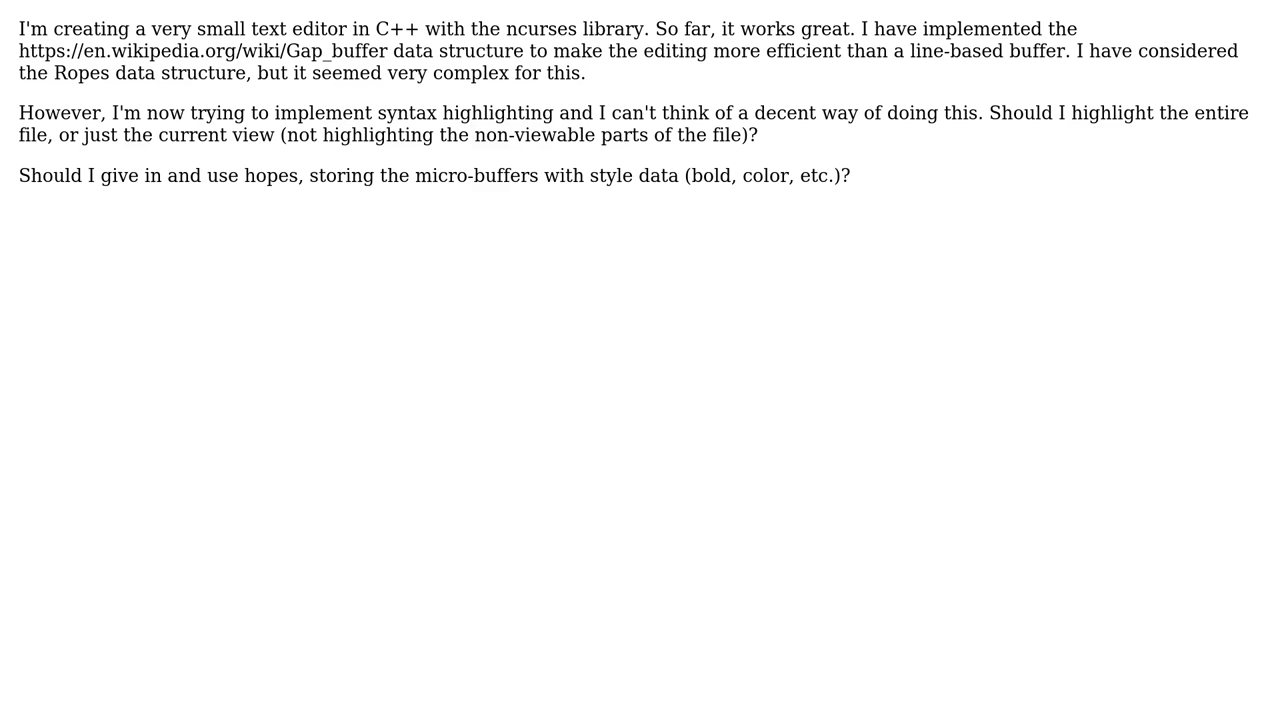 I'm creating a very small text editor in C++ with the ncurses library. So far, it works great. I have implemented the
https://en.wikipedia.org/wiki/Gap_buffer data structure to make the editing more efficient than a line-based buffer. I have considered
the Ropes data structure, but it seemed very complex for this.
However, I'm now trying to implement syntax highlighting and I can't think of a decent way of doing this. Should I highlight the entire
file, or just the current view (not highlighting the non-viewable parts of the file)?
Should I give in and use hopes, storing the micro-buffers with style data (bold, color, etc.)?